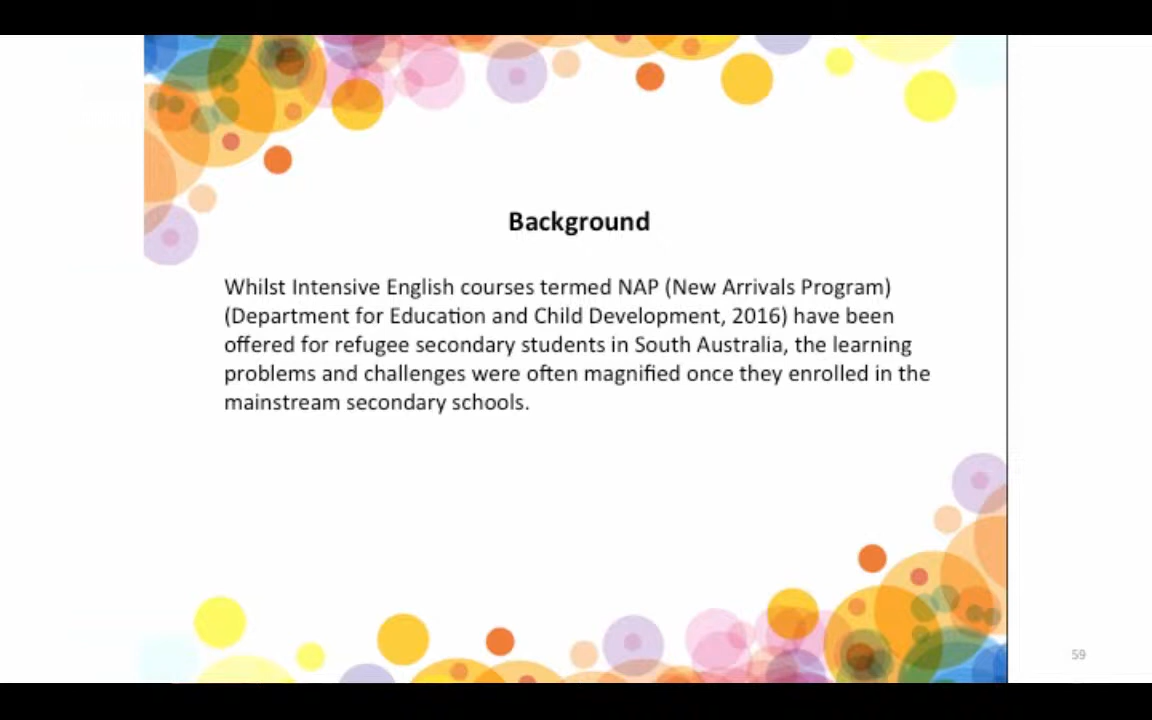 Background
Whilst Intensive English courses termed NAP (New Arrivals Program)
(Department for Education and Child Development, 2016) have been
offered for refugee secondary students in South Australia, the learning
problems and challenges were often magnified once they enrolled in the
mainstream secondary schools.
59